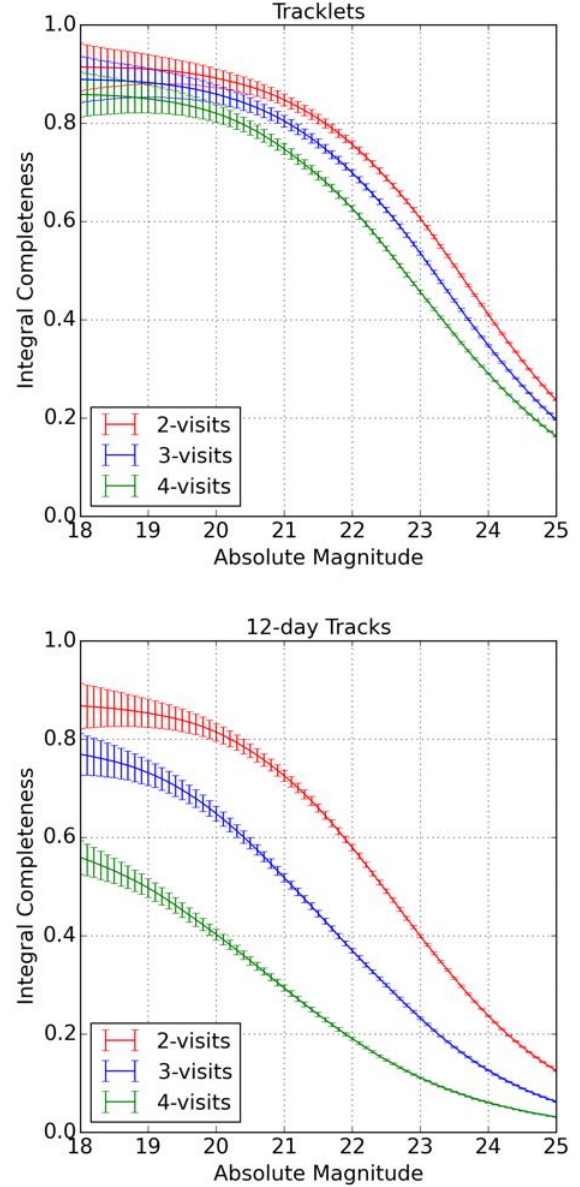 Tracklets
1.0
0.8
0.6
0.4
0.2
0.0
Integral Completeness
2-visits
3-visits
4-visits
18 19 20 21 22 23 24 25
Absolute Magnitude
12-day Tracks
1.0
0.8
0.6
0.4
0.2
0.0
Integral Completeness
2-visits
3-visits
4-visits
18 19 20 21 22 23 24 25
Absolute Magnitude